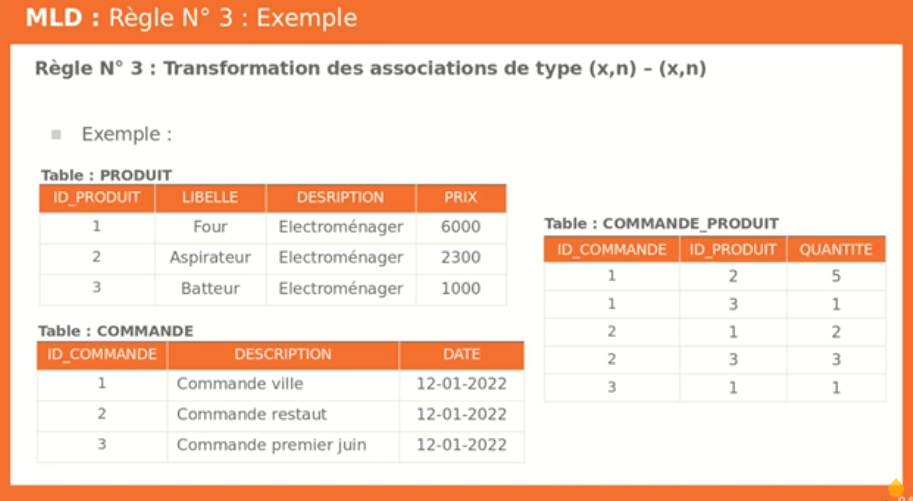 MLD : Règle N° 3 : Exemple
Règle N° 3 : Transformation des associations de type (x,n) – (x,n)
Exemple :
Table : PRODUIT
ID_PRODUIT LIBELLE DESRIPTION PRIX
1 Four Electroménager 6000
2 Aspirateur Electroménager 2300
3 Batteur Electroménager 1000
Table : COMMANDE
ID_COMMANDE DESCRIPTION DATE
1 Commande ville 12-01-2022
2 Commande restaut 12-01-2022
3 Commande premier juin 12-01-2022
Table : COMMANDE_PRODUIT
ID_COMMANDE ID_PRODUIT QUANTITE
1 2 5
1 3 1
2 1 2
2 3 3
3 1 1